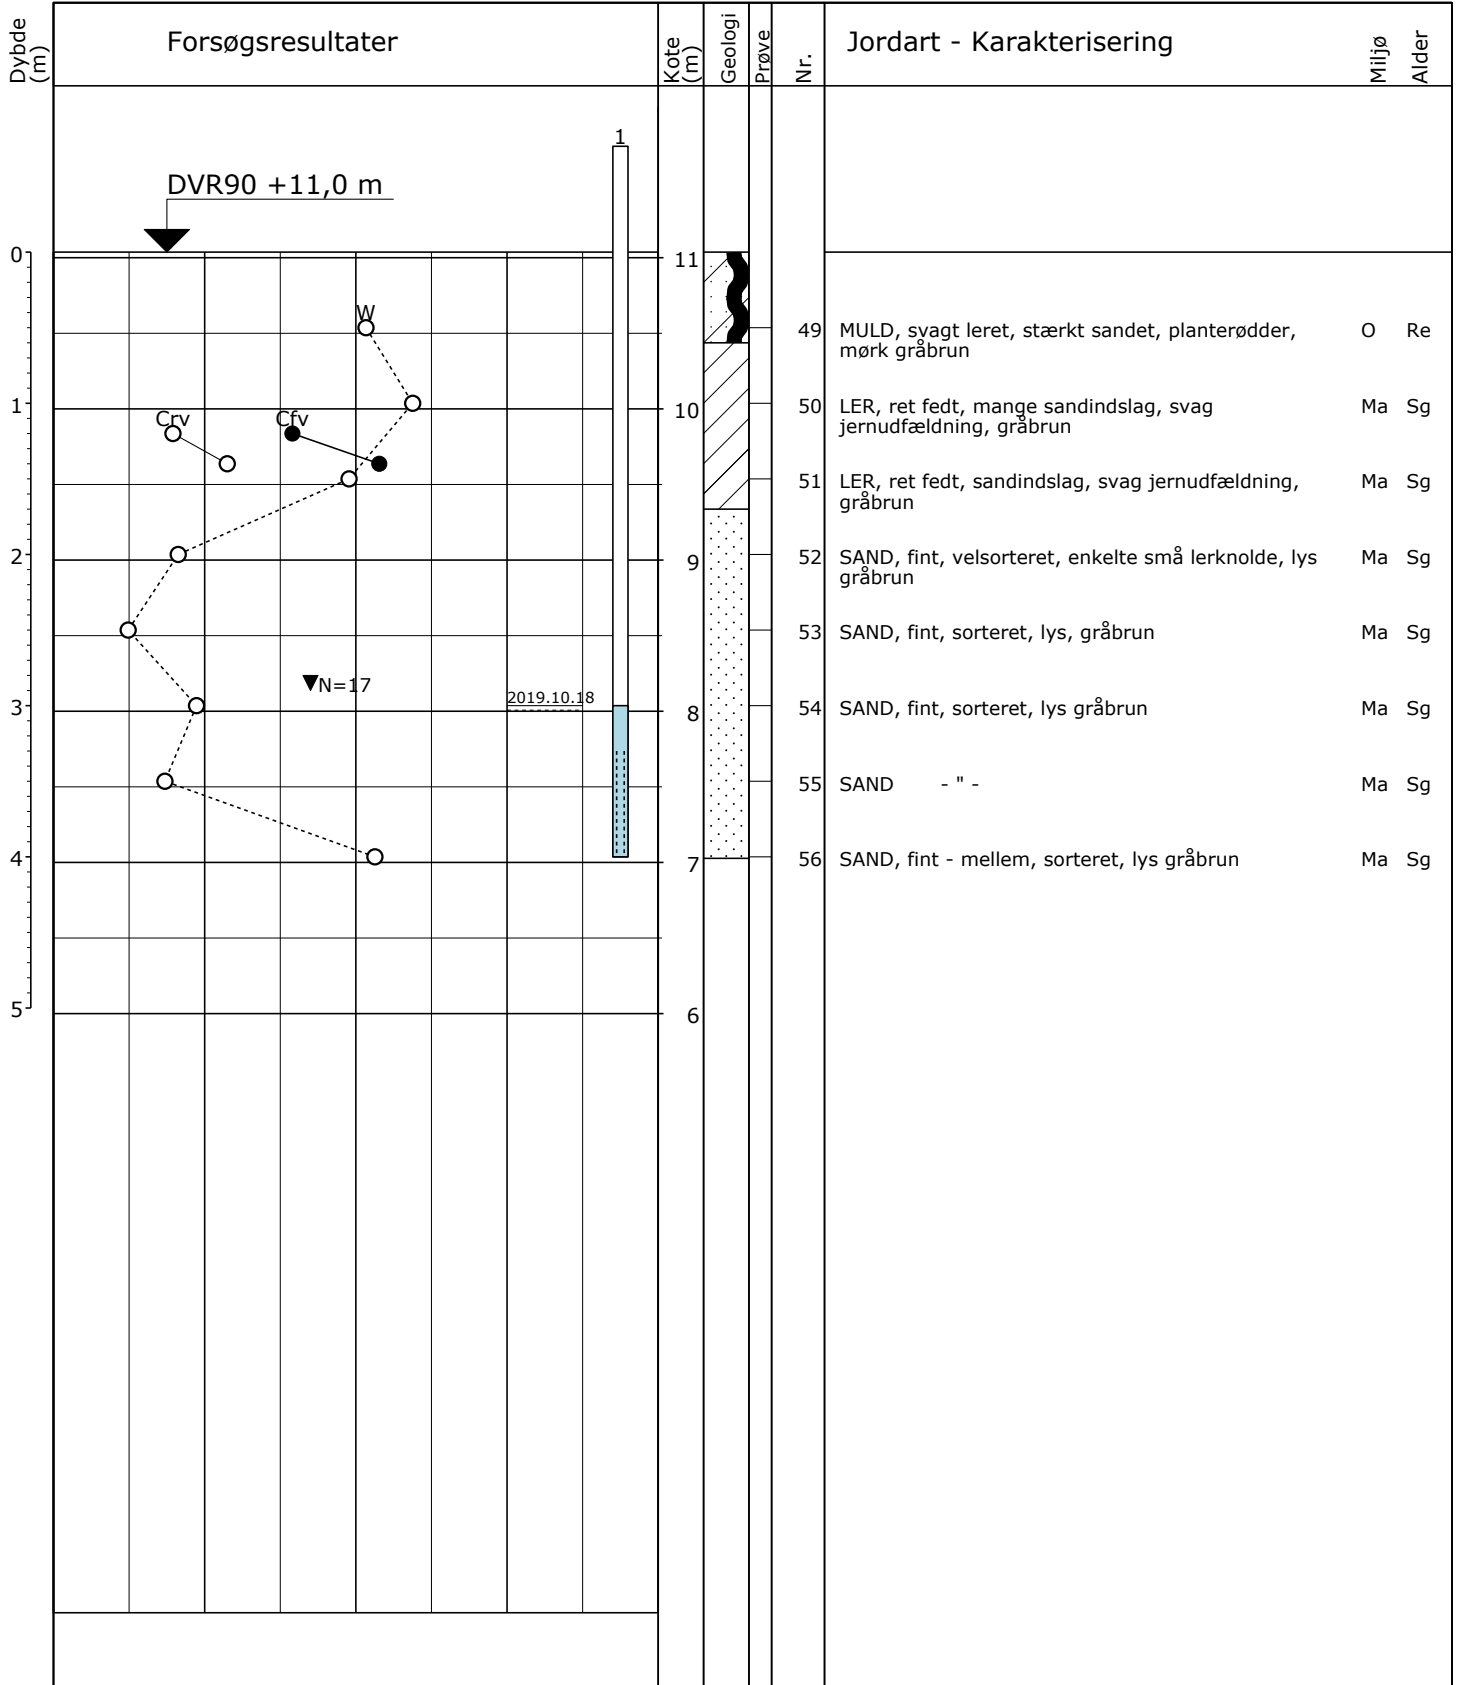 Dybde
(m)
Forsøgsresultater
Kote
(m)
Geologi
Prøve
Nr.
Jordart - Karakterisering
Miljø
Alder
1
DVR90 +11,0 m
0
11
W
49 MULD, svagt leret, stærkt sandet, planterødder, O Re
mørk gråbrun
1
10
50 LER, ret fedt, mange sandindslag, svag Ma Sg
jernudfældning, gråbrun
Crv
Cfv
51 LER, ret fedt, sandindslag, svag jernudfældning, Ma Sg
gråbrun
2
9
52 SAND, fint, velsorteret, enkelte små lerknolde, lys Ma Sg
gråbrun
53 SAND, fint, sorteret, lys, gråbrun Ma Sg
N=17
2019.10.18
3
8
54 SAND, fint, sorteret, lys gråbrun Ma Sg
55 SAND - " - Ma Sg
4
7
56 SAND, fint - mellem, sorteret, lys gråbrun Ma Sg
5
6